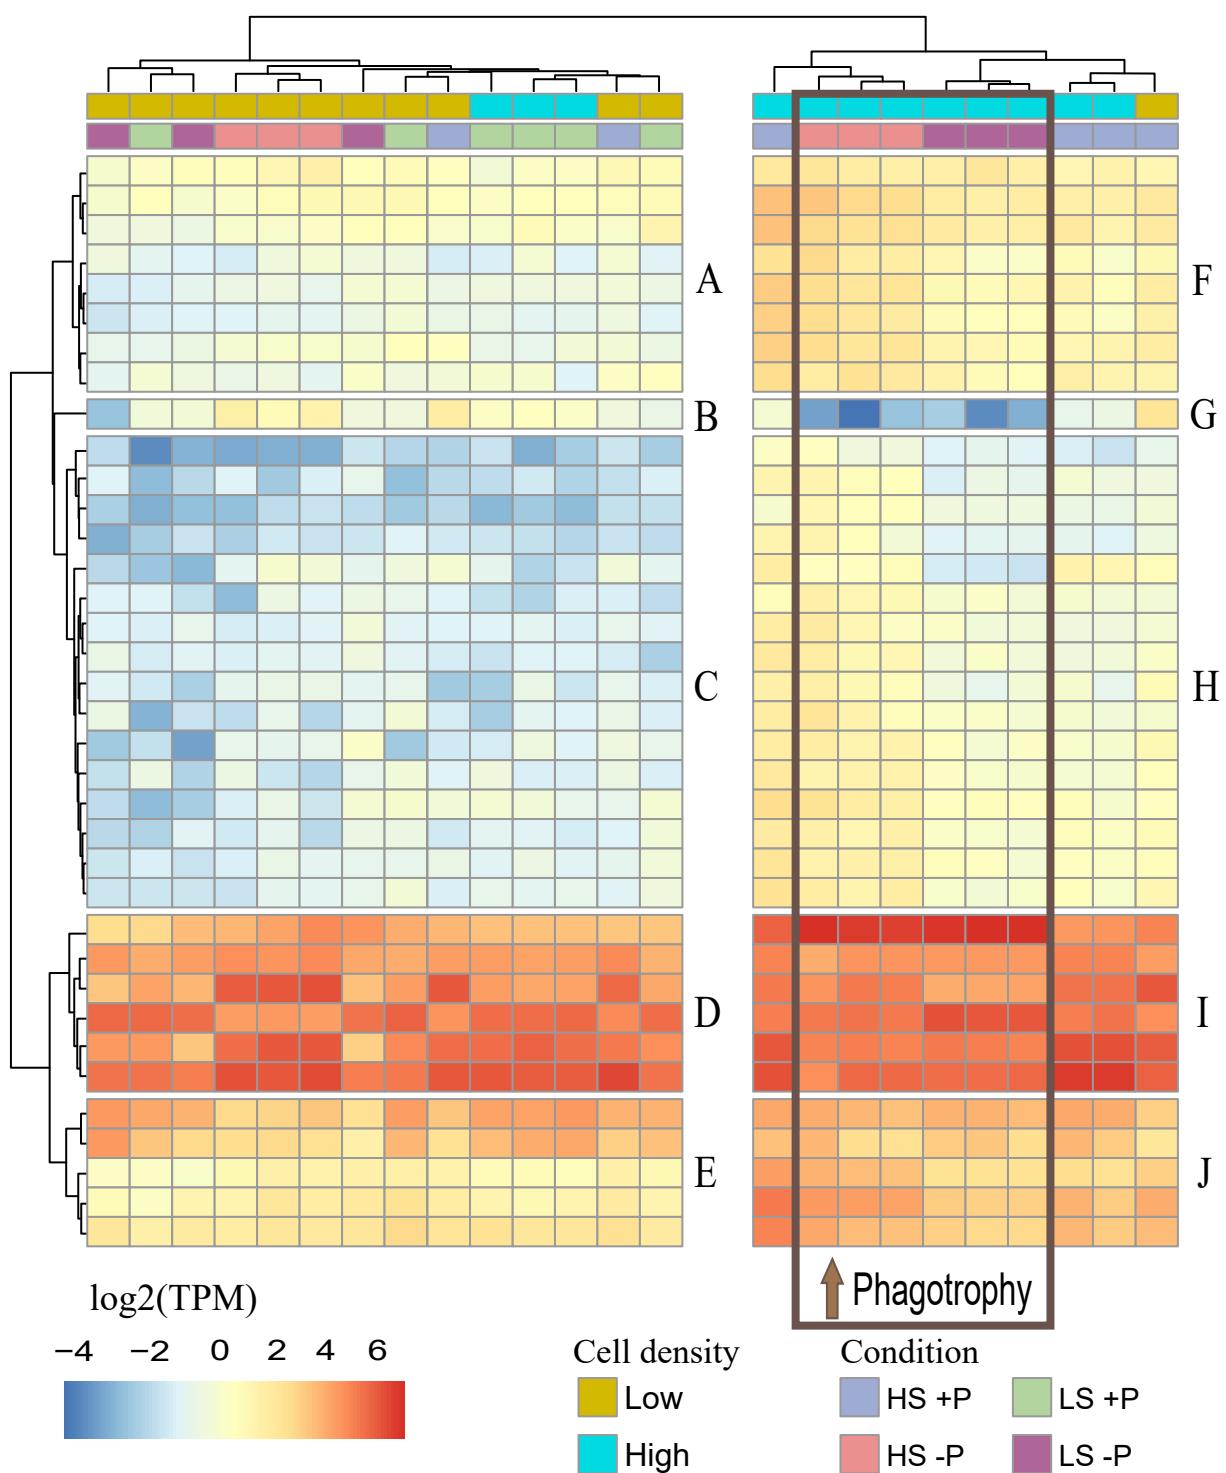 A
F
B
G
C
H
D
I
E
J
Phagotrophy
log2(TPM)
−4 −2 0 2 4 6
Cell density
Low
High
Condition
HS +P
LS +P
HS -P
LS -P